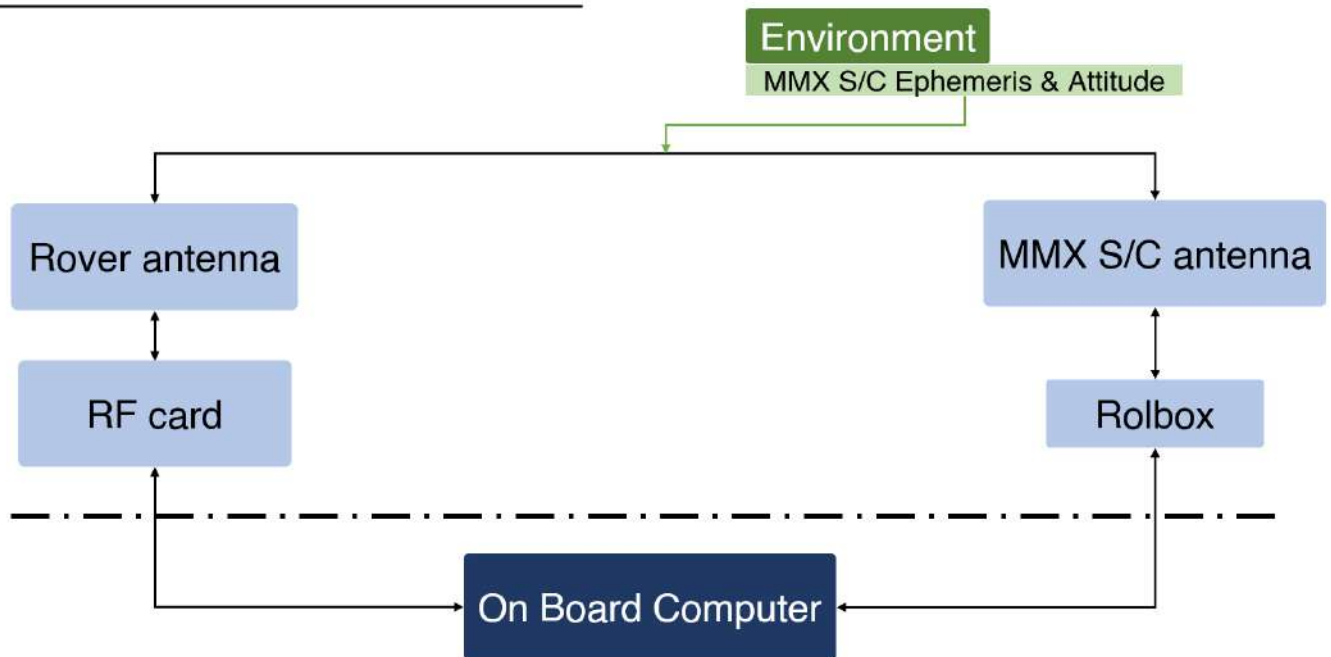 Environment
MMX S/C Ephemeris & Attitude
Rover antenna
MMX S/C antenna
RF card
Rolbox
On Board Computer